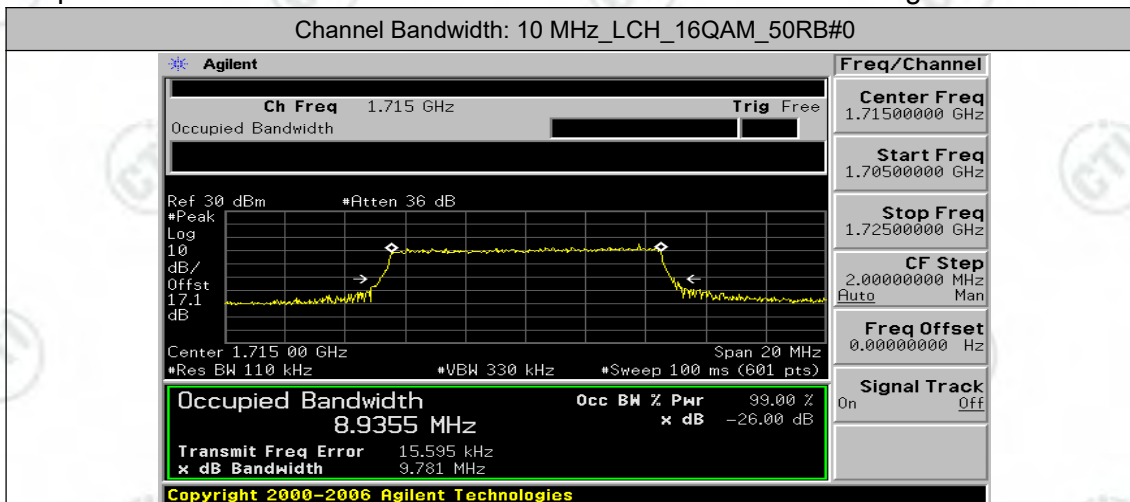 Channel Bandwidth: 10 MHz_LCH_16QAM_50RB#0
Agilent
Freq/Channel
Ch Freq 1.715 GHz Trig Free
Occupied Bandwidth
Center Freq
1.71500000 GHz
Start Freq
1.70500000 GHz
Stop Freq
1.72500000 GHz
CF Step
2.00000000 MHz
Auto Man
Freq Offset
0.00000000 Hz
Signal Track
On Off
Ref 30 dBm #Atten 36 dB
#Peak
Log
10
dB/
Offst
17.1
dB
Center 1.715 00 GHz Span 20 MHz
#Res BW 110 kHz #VBW 330 kHz #Sweep 100 ms (601 pts)
Occupied Bandwidth Occ BW % Pwr 99.00 %
8.9355 MHz x dB -26.00 dB
Transmit Freq Error 15.595 kHz
x dB Bandwidth 9.781 MHz
Copyright 2000-2006 Agilent Technologies